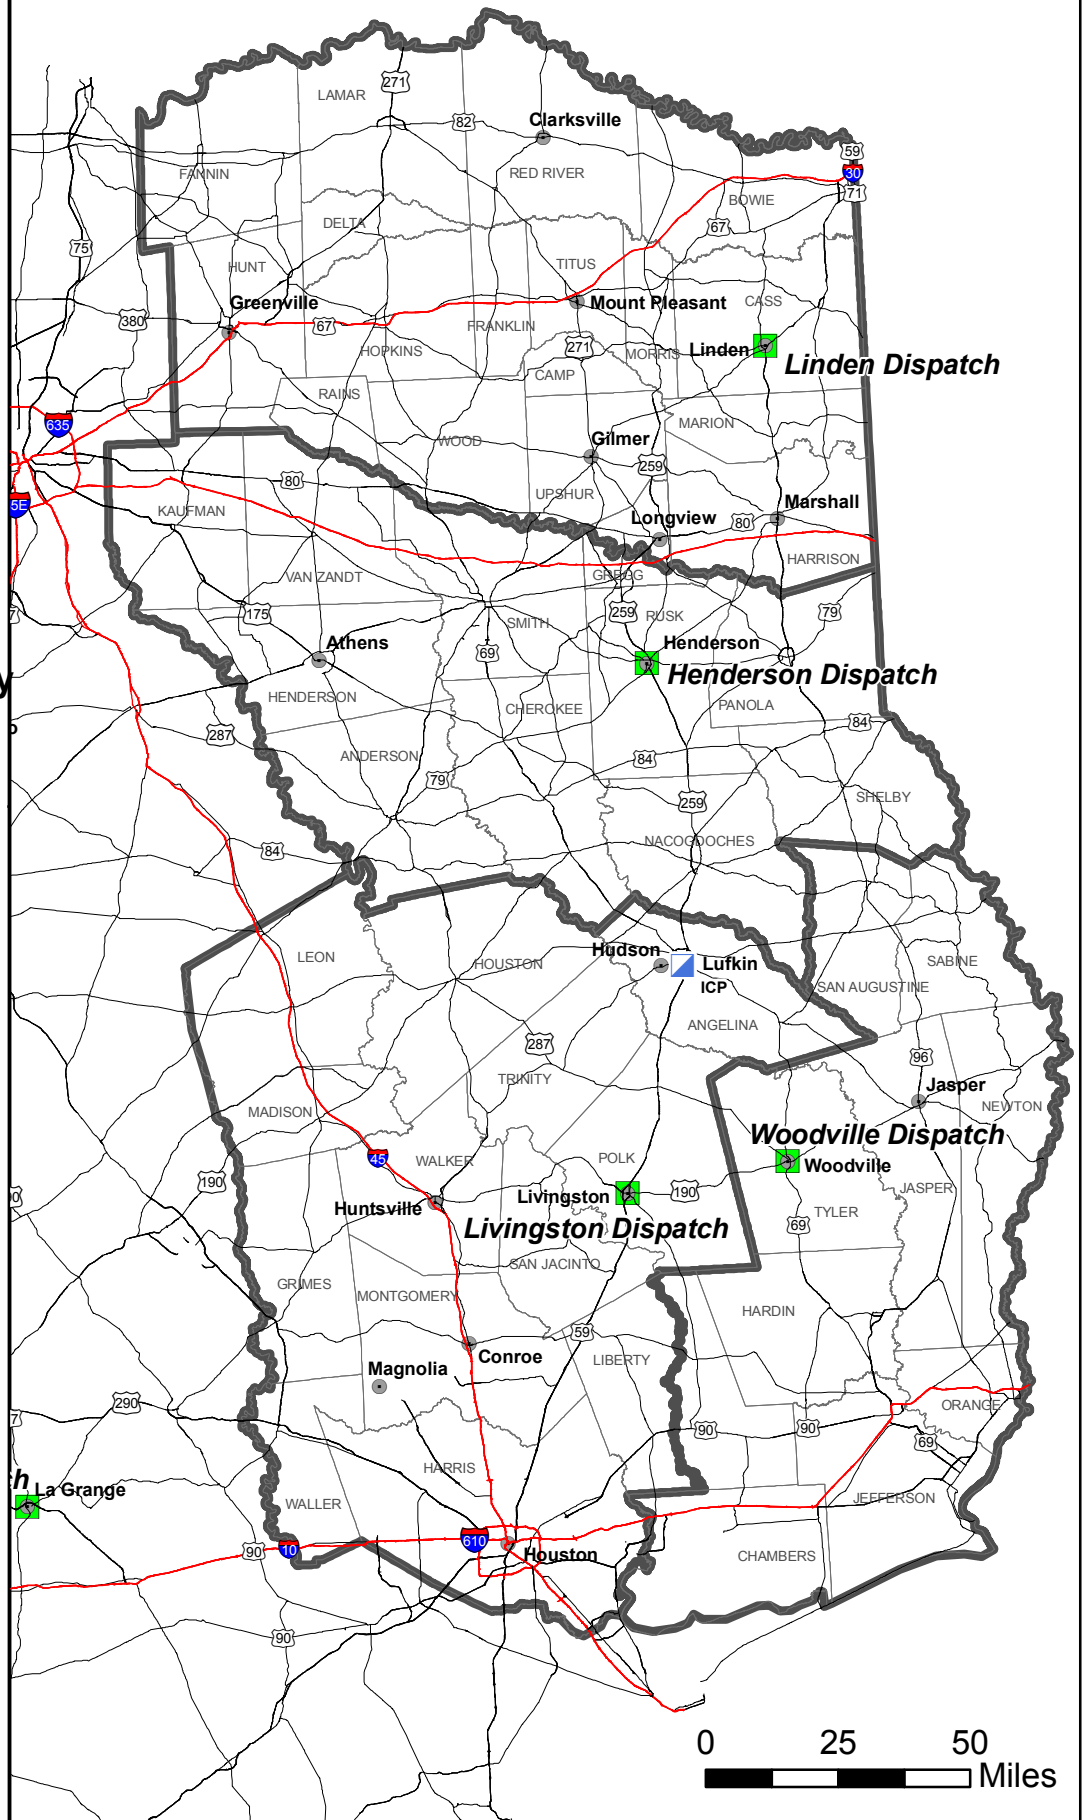 271
LAMAR
82
Clarksville
59
30
71
FANNIN
RED RIVER
BOWIE
DELTA
67
75
HUNT
TITUS
Greenville
Mount Pleasant
CASS
380
67
FRANKLIN
HOPKINS
271
MORRIS
Linden
Linden Dispatch
CAMP
RAINS
635
MARION
WOOD
Gilmer
259
80
5E
UPSHUR
KAUFMAN
Longview
80
Marshall
HARRISON
VAN ZANDT
GREGG
175
259
RUSK
79
SMITH
Athens
69
Henderson
Henderson Dispatch
y
HENDERSON
CHEROKEE
PANOLA
84
287
ANDERSON
84
79
SHELBY
259
84
NACOGDOCHES
Hudson
LEON
HOUSTON
Lufkin
ICP
SABINE
SAN AUGUSTINE
ANGELINA
287
96
TRINITY
Jasper
MADISON
NEWTON
Woodville Dispatch
45
WALKER
POLK
Woodville
190
Livingston
190
JASPER
Huntsville
TYLER
Livingston Dispatch
69
SAN JACINTO
GRIMES
MONTGOMERY
HARDIN
59
Conroe
LIBERTY
Magnolia
290
ORANGE
90
90
69
HARRIS
h
La Grange
WALLER
JEFFERSON
610
90
10
Houston
CHAMBERS
90
0 25 50
Miles